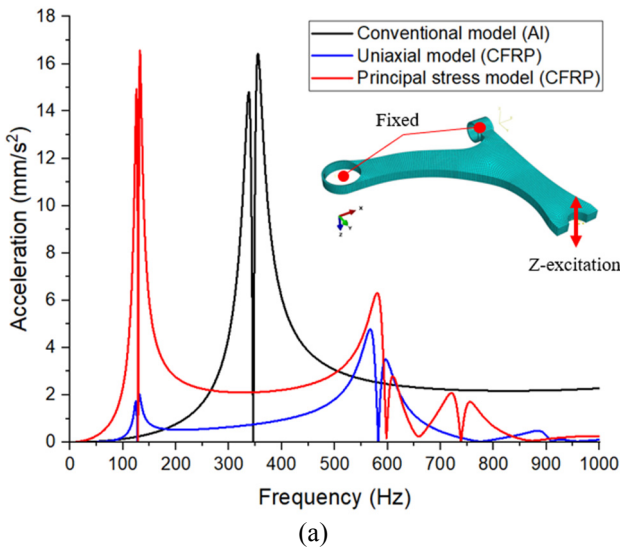 Conventional model (Al)
Uniaxial model (CFRP)
Principal stress model (CFRP)
Fixed
Z-excitation
X
Y
Z
Acceleration (mm/s²)
18
16
14
12
10
8
6
4
2
0
0 100 200 300 400 500 600 700 800 900 1000
Frequency (Hz)
(a)